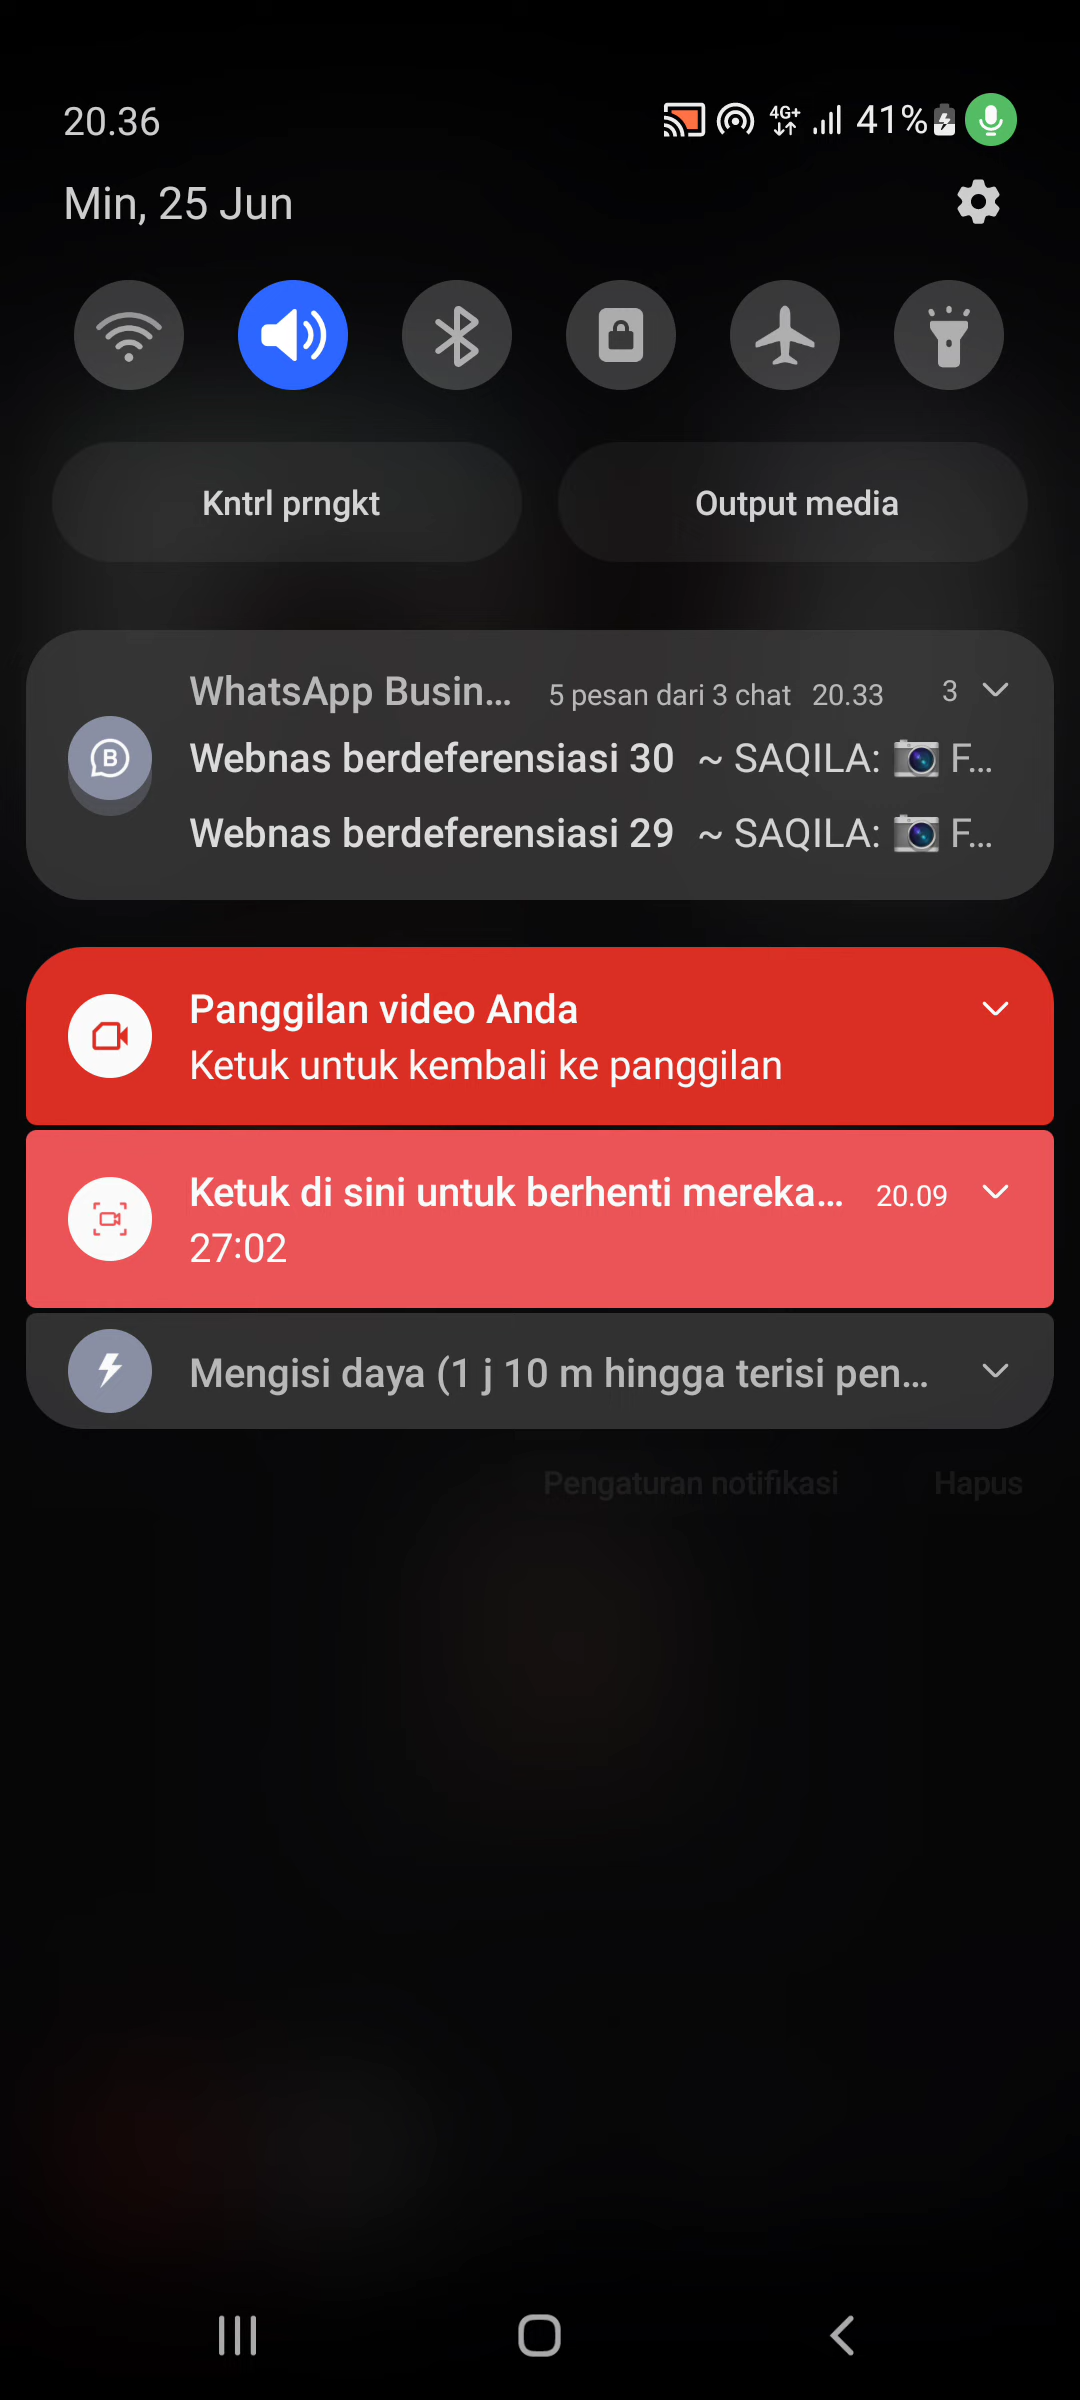 20.36
4G+ 41%
Min, 25 Jun
Kntrl prngkt
Output media
WhatsApp Busin... 5 pesan dari 3 chat 20.33 3
B
Webnas berdeferensiasi 30 ~ SAQILA: 📷 F...
Webnas berdeferensiasi 29 ~ SAQILA: 📷 F...
Panggilan video Anda
Ketuk untuk kembali ke panggilan
Ketuk di sini untuk berhenti mereka... 20.09
27:02
Mengisi daya (1 j 10 m hingga terisi pen...
Pengaturan notifikasi Hapus